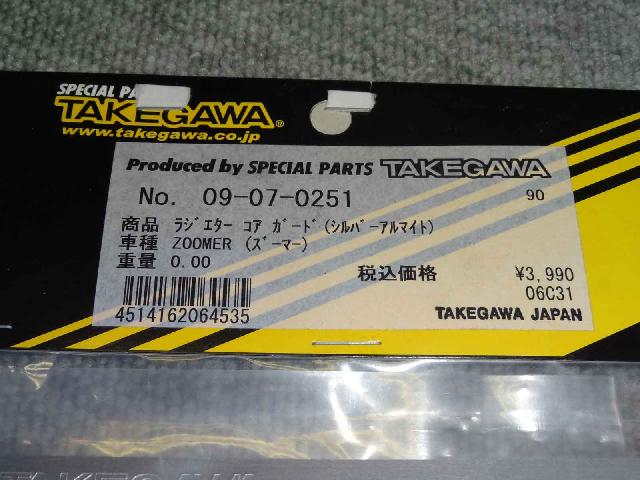 SPECIAL PA
TAKEGAWA®
www.takegawa.co.jp
Produced by SPECIAL PARTS TAKEGAWA
No. 09-07-0251 90
商品 ラジエター コア ガード(シルバーアルマイト)
車種 ZOOMER (ズーマー)
重量 0.00
税込価格 ¥3,990
06C31
4514162064535
TAKEGAWA JAPAN
TAKEGAWA